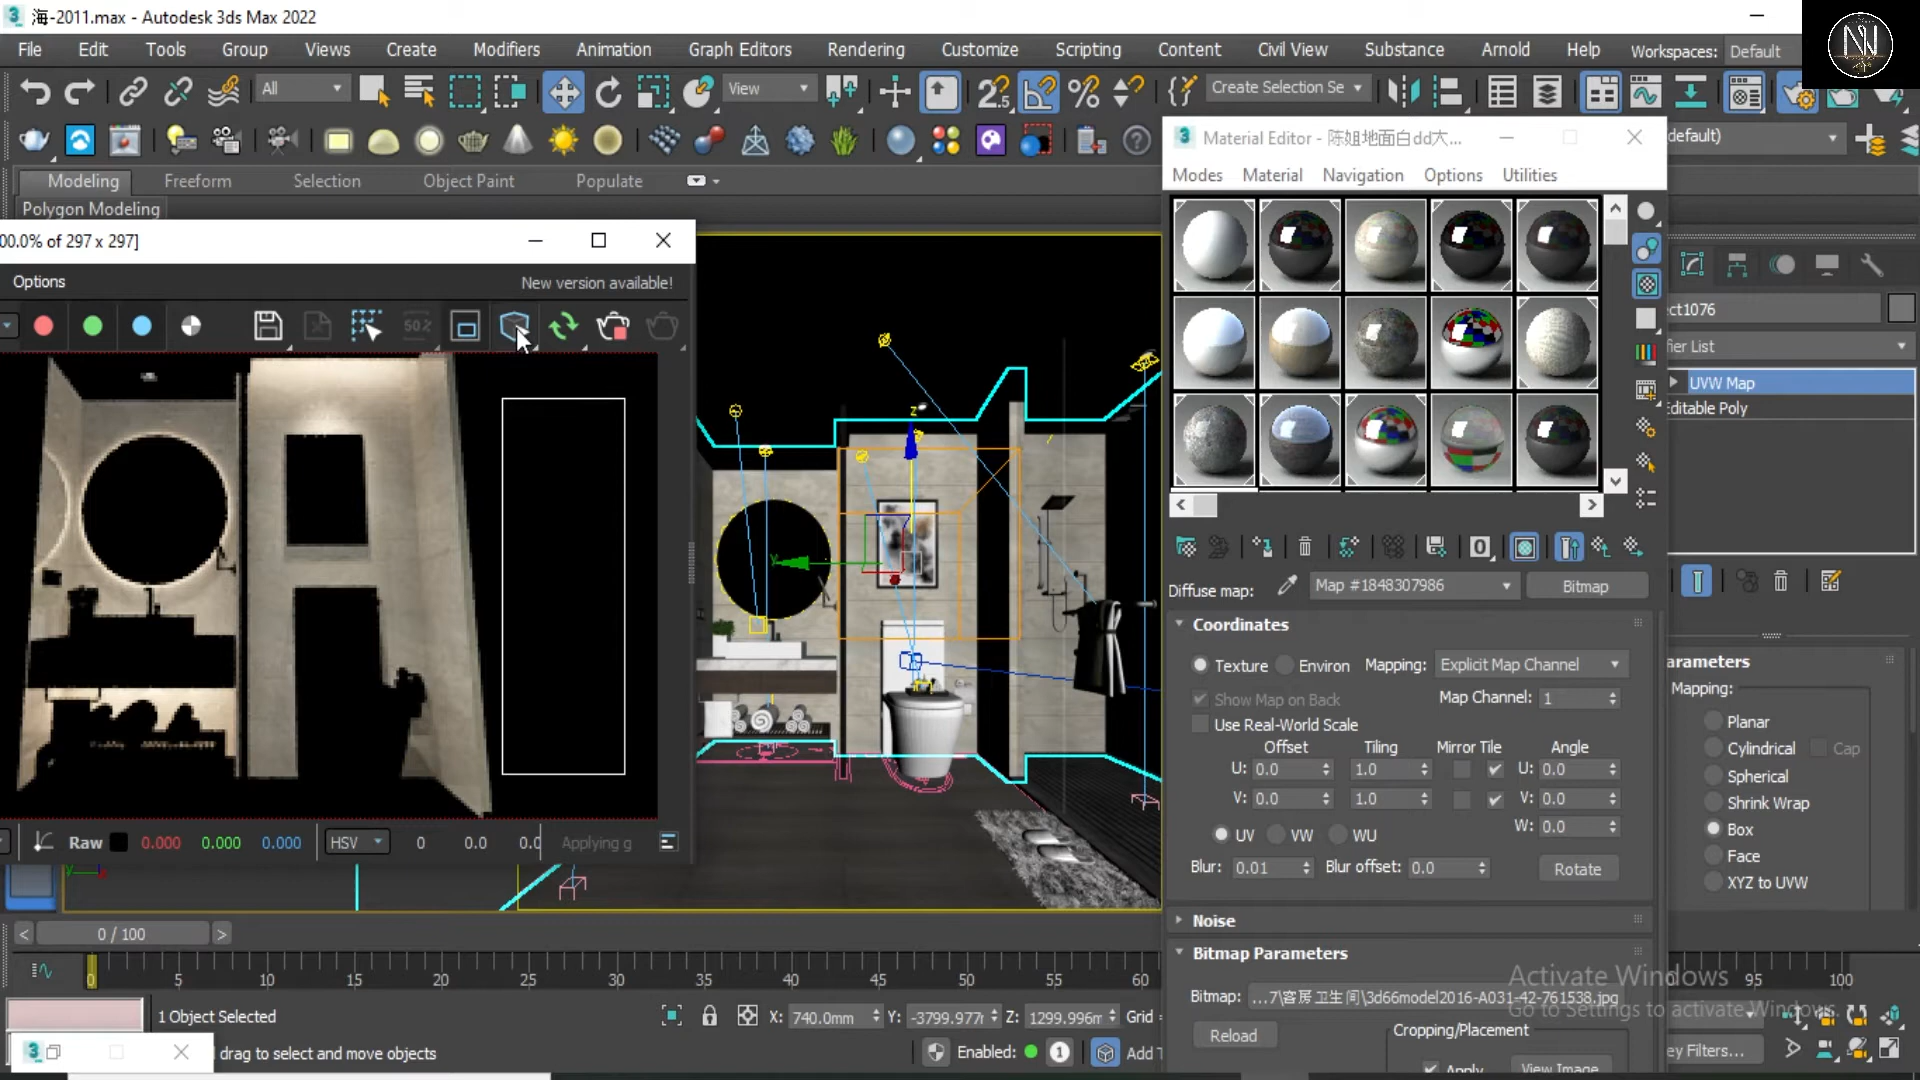 海-2011.max - Autodesk 3ds Max 2022
File Edit Tools Group Views Create Modifiers Animation Graph Editors Rendering Customize Scripting Content Civil View Substance Arnold Help Workspaces: Default
All View Create Selection Se
Material Editor - 陈姐地面白dd大...
default)
Modes Material Navigation Options Utilities
Modeling Freeform Selection Object Paint Populate
Polygon Modeling
00.0% of 297 x 297]
Options New version available!
50%
ct1076
ier List
UVW Map
Editable Poly
Diffuse map: Map #1848307986 Bitmap
Coordinates
Texture Environ Mapping: Explicit Map Channel
Show Map on Back Map Channel: 1
Use Real-World Scale
Offset Tiling Mirror Tile Angle
U: 0.0 1.0 U: 0.0
V: 0.0 1.0 V: 0.0
W: 0.0
UV VW WU
Blur: 0.01 Blur offset: 0.0 Rotate
Noise
Bitmap Parameters
Bitmap: ...7\客房卫生间\3d66model2016-A031-42-761538.jpg
Reload
Cropping/Placement
Apply View Image
arameters
Mapping:
Planar
Cylindrical Cap
Spherical
Shrink Wrap
Box
Face
XYZ to UVW
Z
Y
Raw 0.000 0.000 0.000 HSV 0 0.0 0.0 Applying g
< 0 / 100 >
0 5 10 15 20 25 30 35 40 45 50 55 60 95 100
Activate Windows
Go to Settings to activate Windows.
1 Object Selected X: 740.0mm Y: -3799.977r Z: 1299.996m Grid
drag to select and move objects Enabled: 1 Add T
ey Filters...